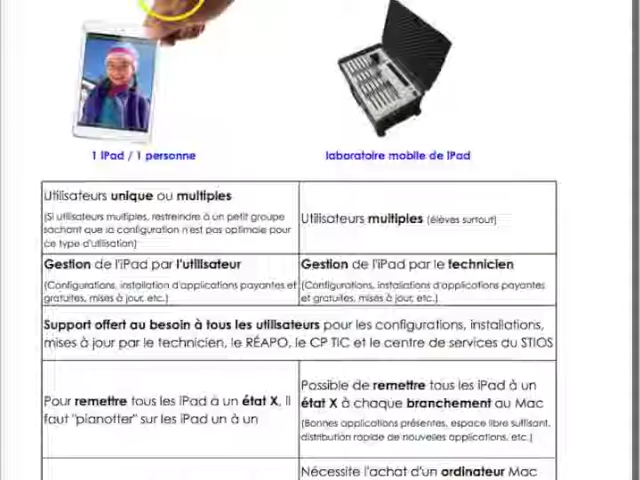 1 iPad / 1 personne
laboratoire mobile de iPad
Utilisateurs unique ou multiples
(Si utilisateurs multiples, restreindre à un petit groupe
sachant que la configuration n'est pas optimale pour
ce type d'utilisation)
Utilisateurs multiples (élèves surtout)
Gestion de l'iPad par l'utilisateur
(Configurations, installation d'applications payantes et
gratuites, mises à jour, etc.)
Gestion de l'iPad par le technicien
(Configurations, installations d'applications payantes
et gratuites, mises à jour, etc.)
Support offert au besoin à tous les utilisateurs pour les configurations, installations,
mises à jour par le technicien, le RÉAPO, le CP TIC et le centre de services du STIOS
Pour remettre tous les iPad à un état X, il
faut "pianotter" sur les iPad un à un
Possible de remettre tous les iPad à un
état X à chaque branchement au Mac
(Bonnes applications présentes, espace libre suffisant,
distribution rapide de nouvelles applications, etc.)
Nécessite l'achat d'un ordinateur Mac